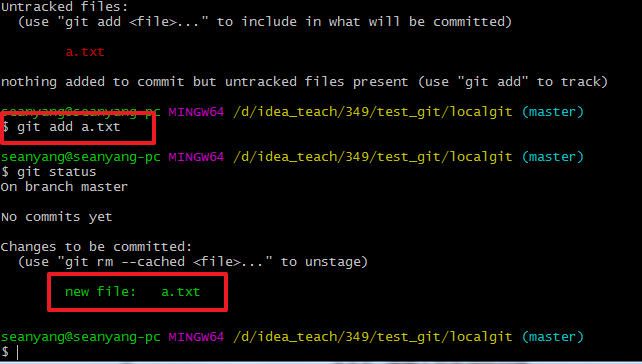 Untracked files:
  (use "git add <file>..." to include in what will be committed)
        a.txt
nothing added to commit but untracked files present (use "git add" to track)
seanyang@seanyang-pc MINGW64 /d/idea_teach/349/test_git/localgit (master)
$ git add a.txt
seanyang@seanyang-pc MINGW64 /d/idea_teach/349/test_git/localgit (master)
$ git status
On branch master
No commits yet
Changes to be committed:
  (use "git rm --cached <file>..." to unstage)
        new file:   a.txt
seanyang@seanyang-pc MINGW64 /d/idea_teach/349/test_git/localgit (master)
$